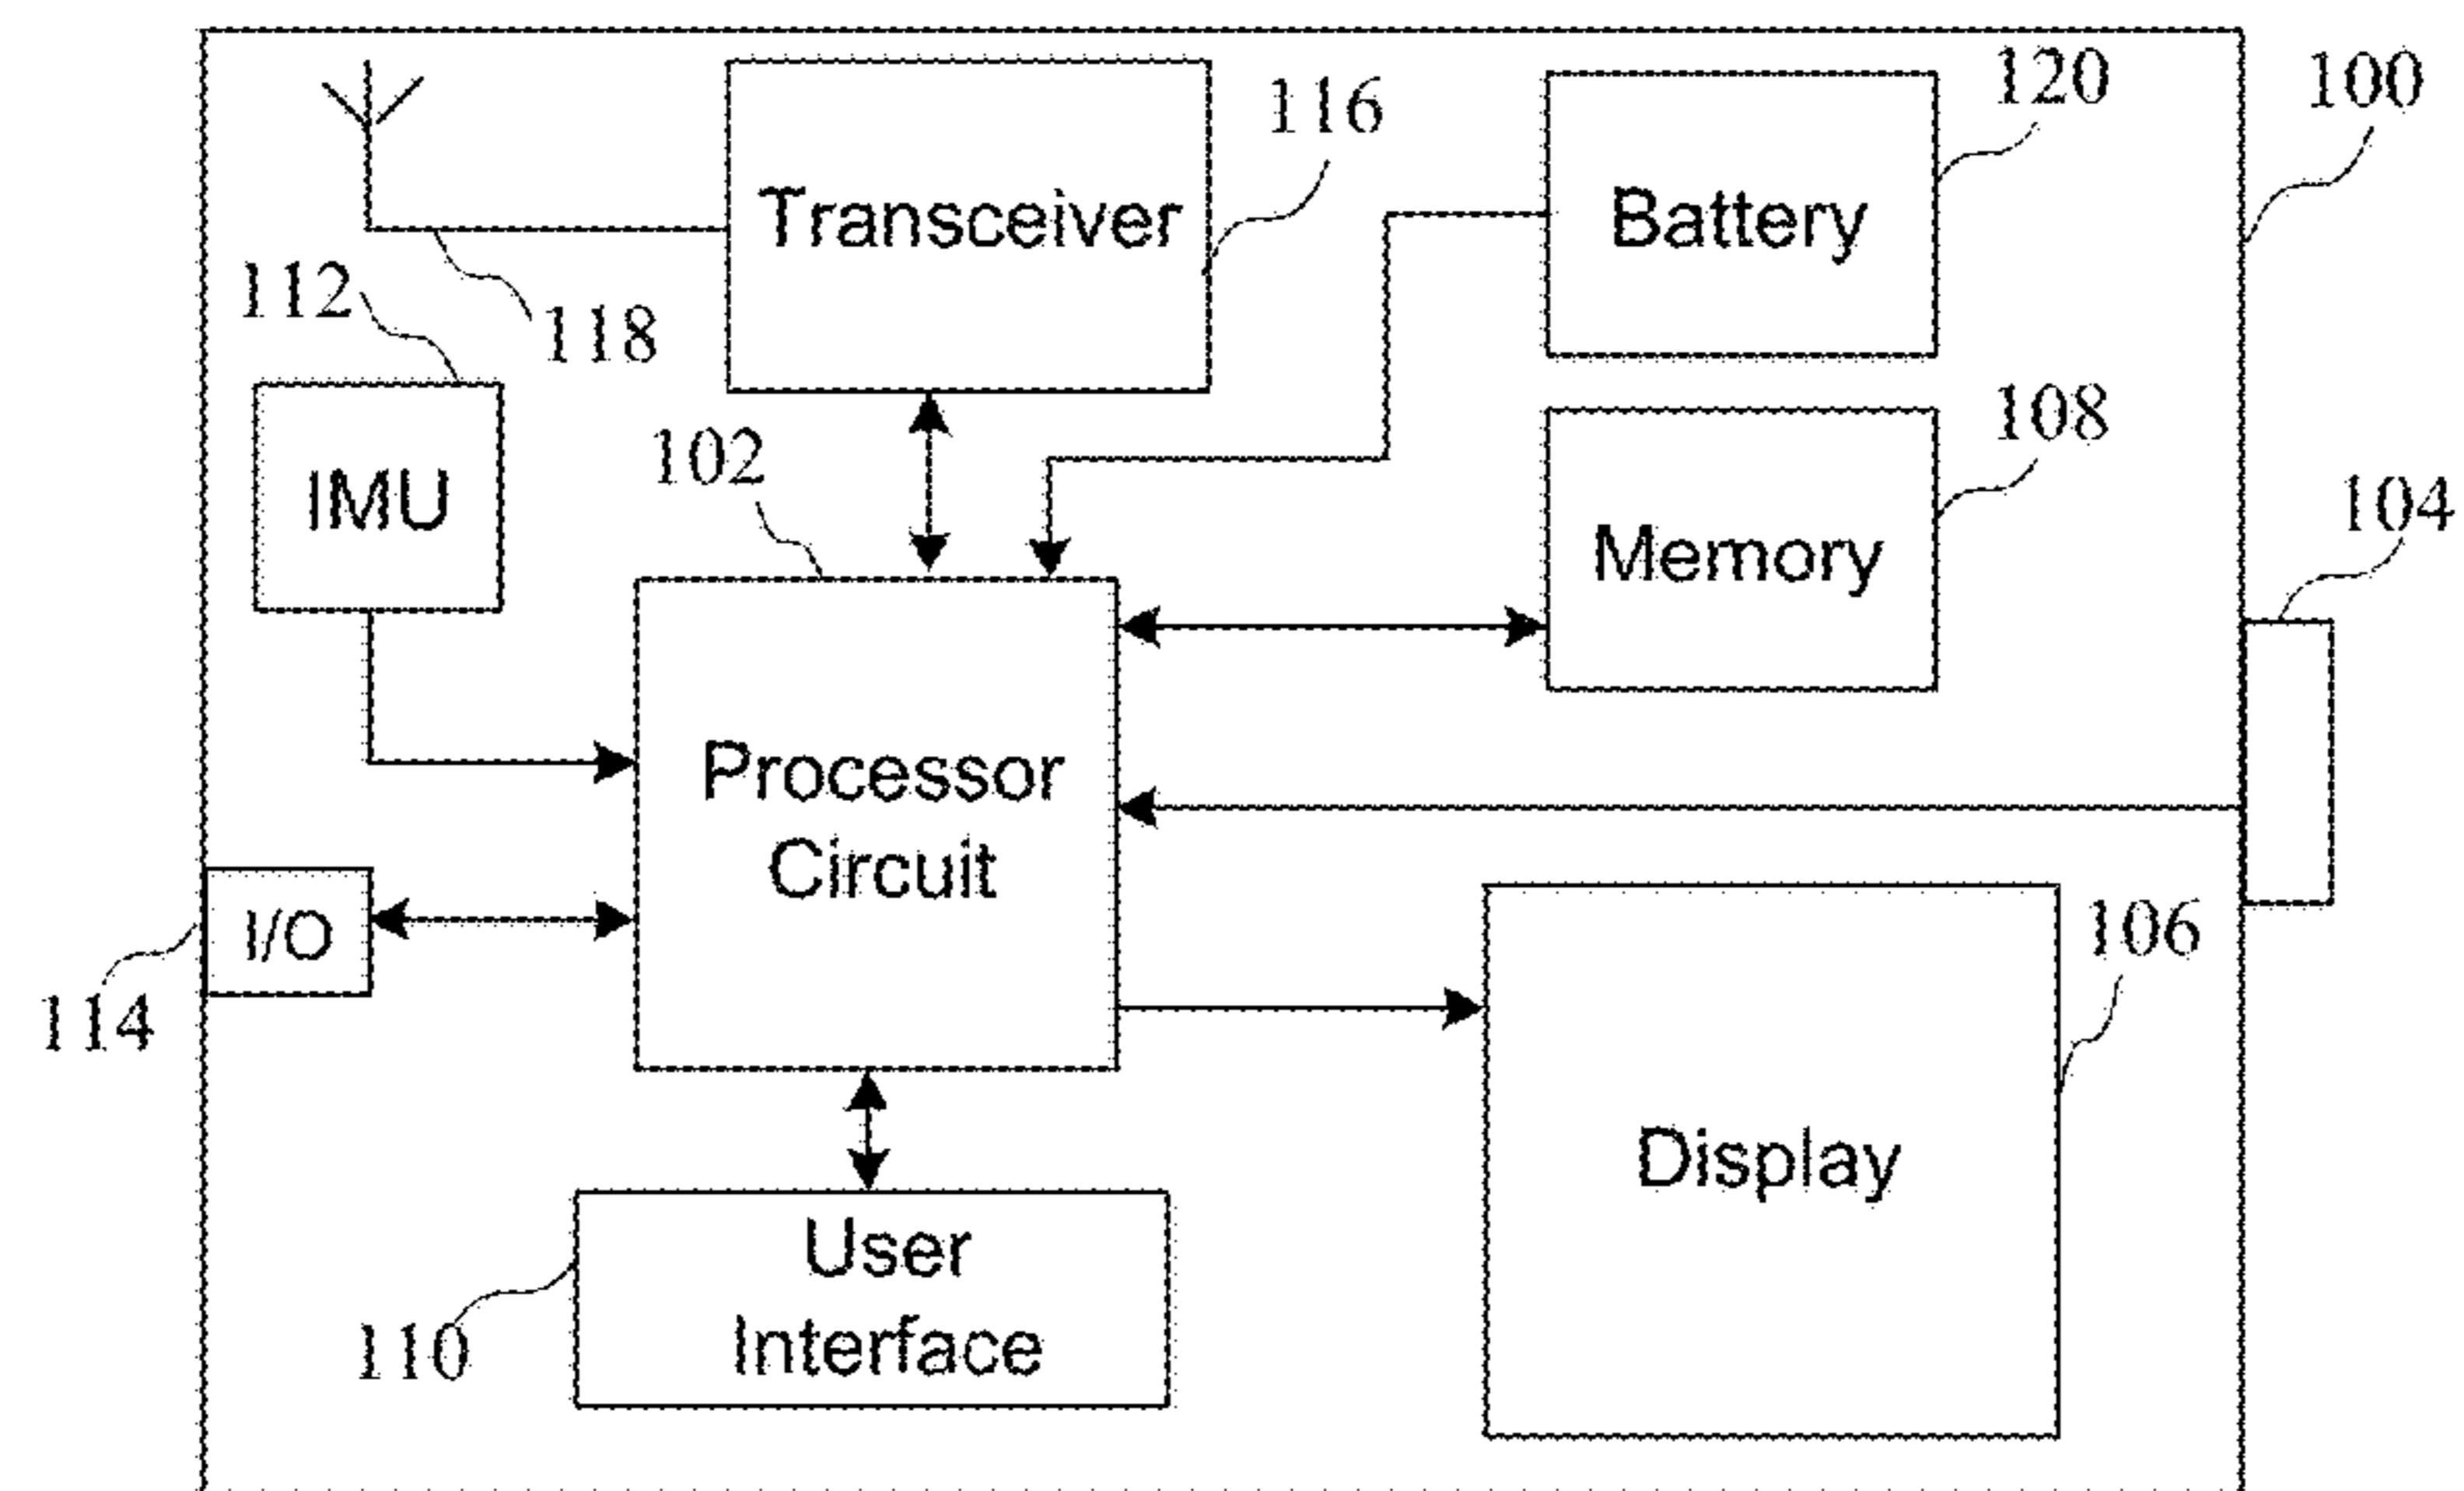 120
100
116
Transceiver
Battery
112
118
108
102
IMU
104
Memory
Processor
Circuit
I/O
106
114
Display
User
Interface
110